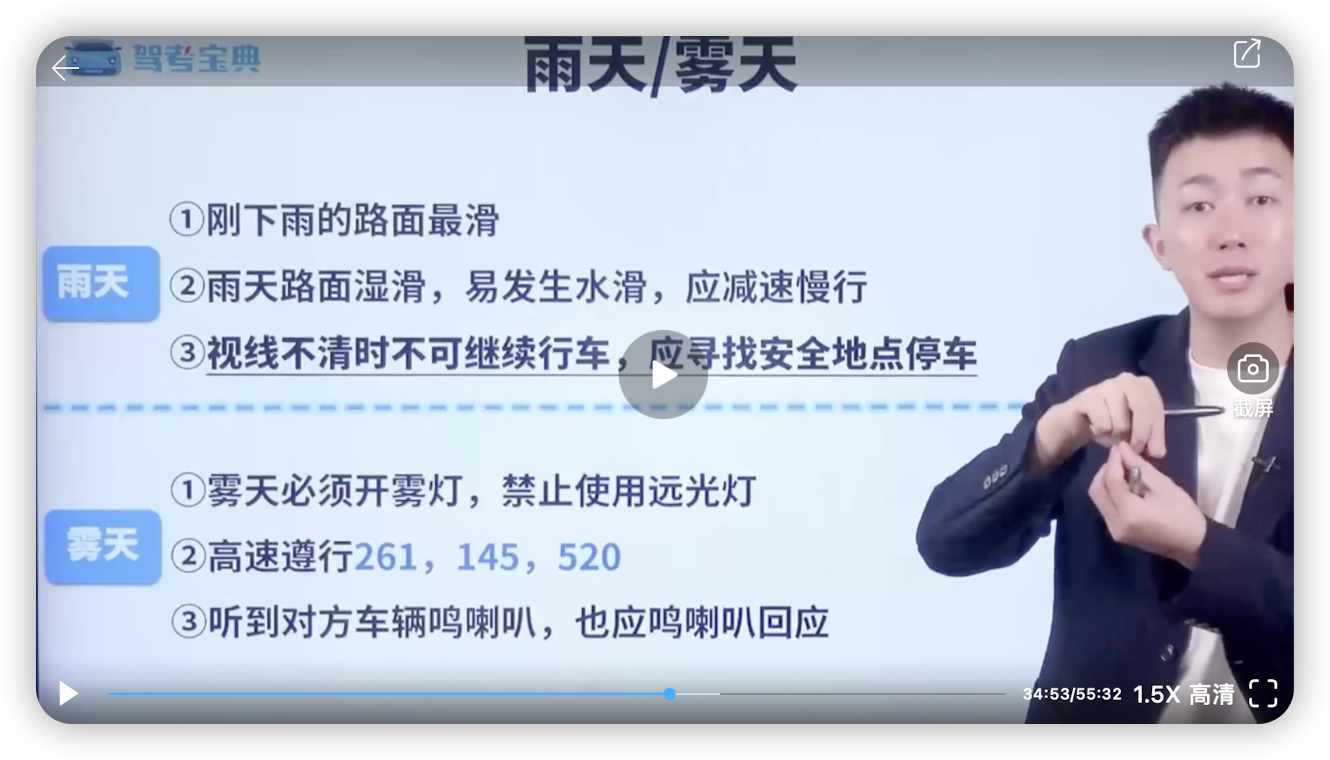 驾考宝典
雨天/雾天
雨天
①刚下雨的路面最滑
②雨天路面湿滑，易发生水滑，应减速慢行
③视线不清时不可继续行车，应寻找安全地点停车
截屏
雾天
①雾天必须开雾灯，禁止使用远光灯
②高速遵行261，145，520
③听到对方车辆鸣喇叭，也应鸣喇叭回应
34:53/55:32 1.5X 高清